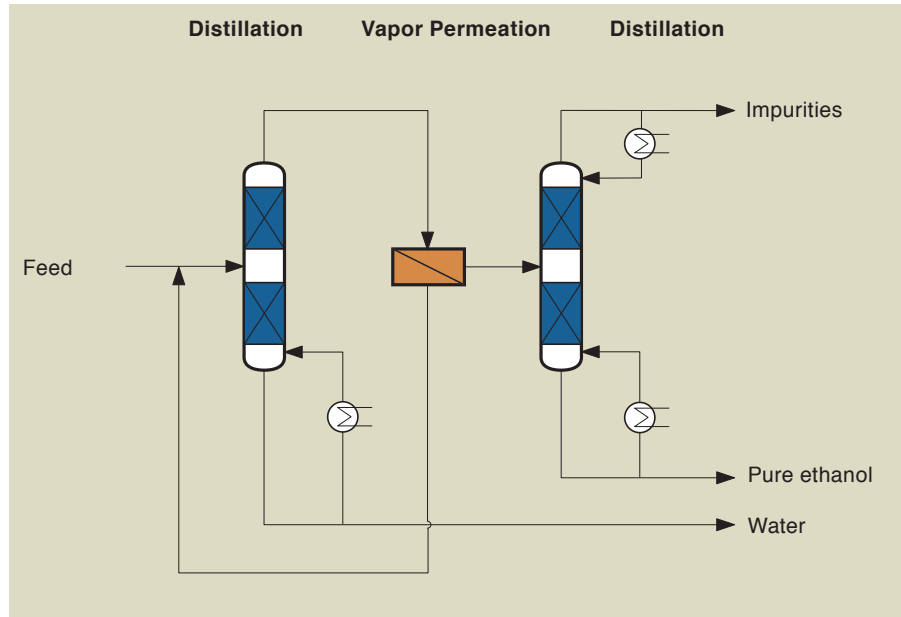 Distillation
Vapor Permeation
Distillation
Impurities
Feed
Pure ethanol
Water